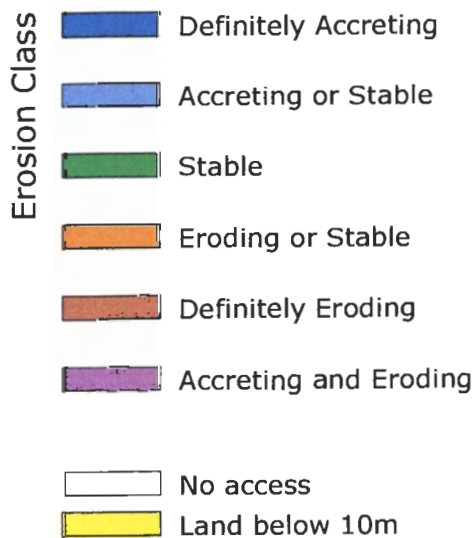 Erosion Class
Definitely Accreting
Accreting or Stable
Stable
Eroding or Stable
Definitely Eroding
Accreting and Eroding
No access
Land below 10m